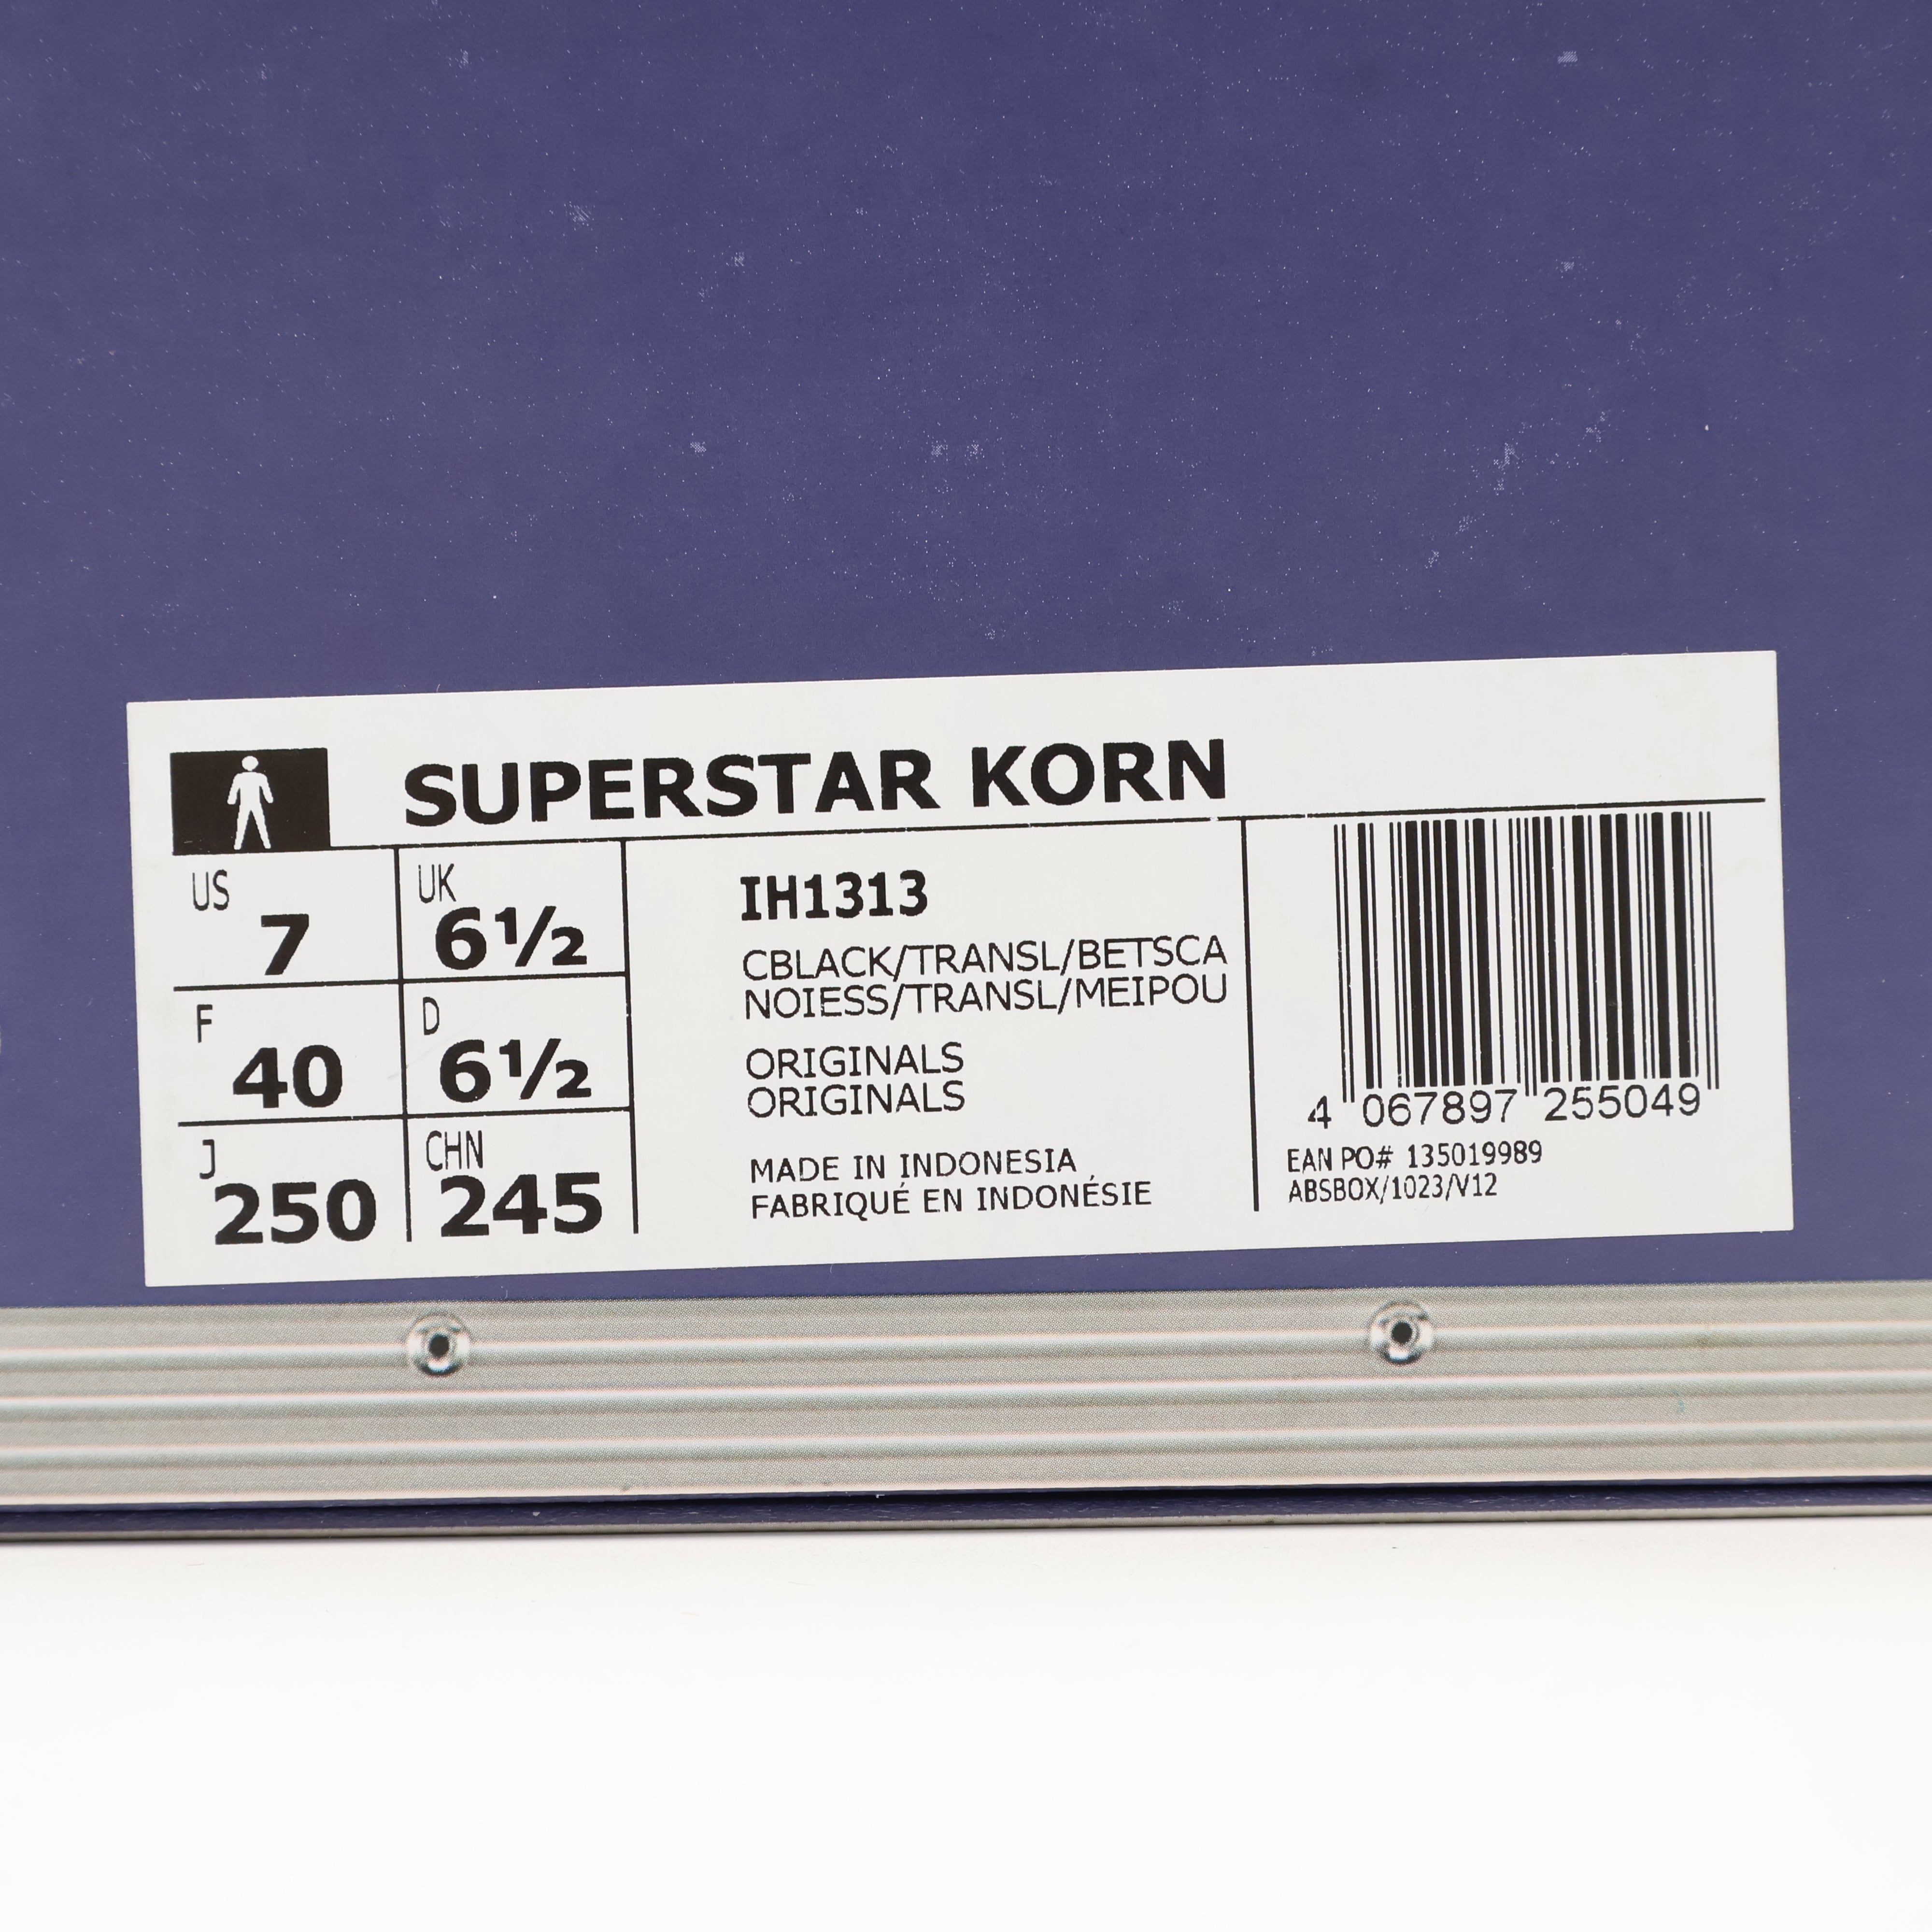 SUPERSTAR KORN
US 7
UK 6½
F 40
D 6½
J 250
CHN 245
IH1313
CBLACK/TRANSL/BETSCA
NOIESS/TRANSL/MEIPOU
ORIGINALS
ORIGINALS
MADE IN INDONESIA
FABRIQUÉ EN INDONÉSIE
4 067897 255049
EAN PO# 135019989
ABSBOX/1023/V12